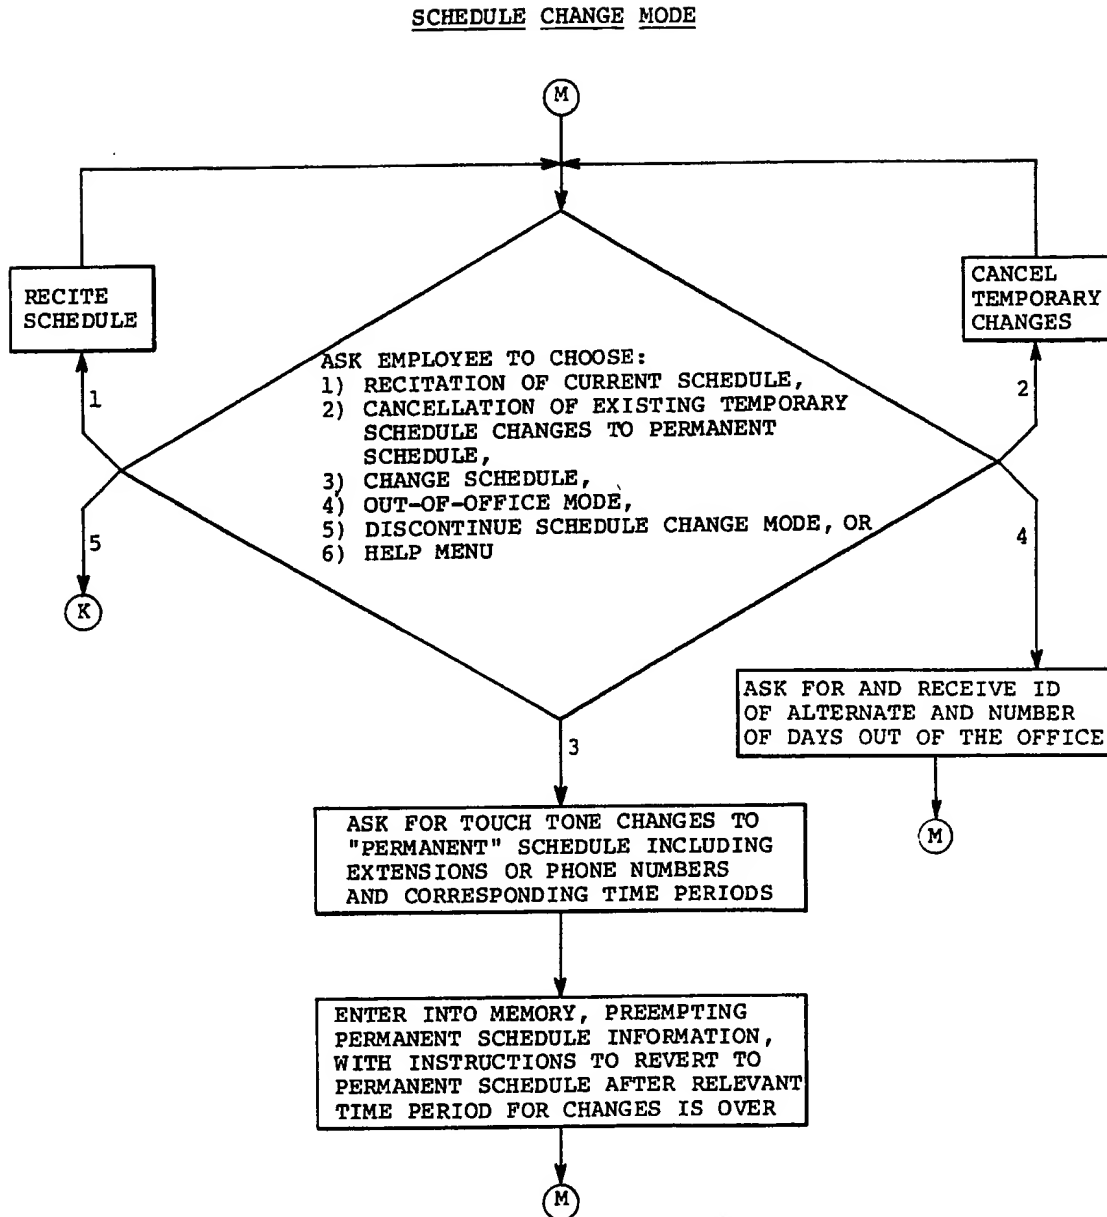 SCHEDULE CHANGE MODE
M
RECITE
SCHEDULE
CANCEL
TEMPORARY
CHANGES
1
2
ASK EMPLOYEE TO CHOOSE:
1) RECITATION OF CURRENT SCHEDULE,
2) CANCELLATION OF EXISTING TEMPORARY
SCHEDULE CHANGES TO PERMANENT
SCHEDULE,
3) CHANGE SCHEDULE,
4) OUT-OF-OFFICE MODE,
5) DISCONTINUE SCHEDULE CHANGE MODE, OR
6) HELP MENU
5
4
K
ASK FOR AND RECEIVE ID
OF ALTERNATE AND NUMBER
OF DAYS OUT OF THE OFFICE
M
3
ASK FOR TOUCH TONE CHANGES TO
"PERMANENT" SCHEDULE INCLUDING
EXTENSIONS OR PHONE NUMBERS
AND CORRESPONDING TIME PERIODS
ENTER INTO MEMORY, PREEMPTING
PERMANENT SCHEDULE INFORMATION,
WITH INSTRUCTIONS TO REVERT TO
PERMANENT SCHEDULE AFTER RELEVANT
TIME PERIOD FOR CHANGES IS OVER
M